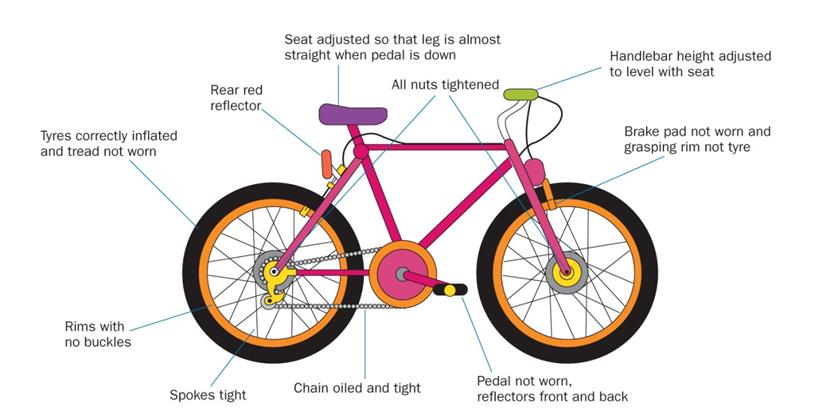 Seat adjusted so that leg is almost
straight when pedal is down
Handlebar height adjusted
to level with seat
All nuts tightened
Rear red
reflector
Tyres correctly inflated
and tread not worn
Brake pad not worn and
grasping rim not tyre
Rims with
no buckles
Spokes tight
Chain oiled and tight
Pedal not worn,
reflectors front and back